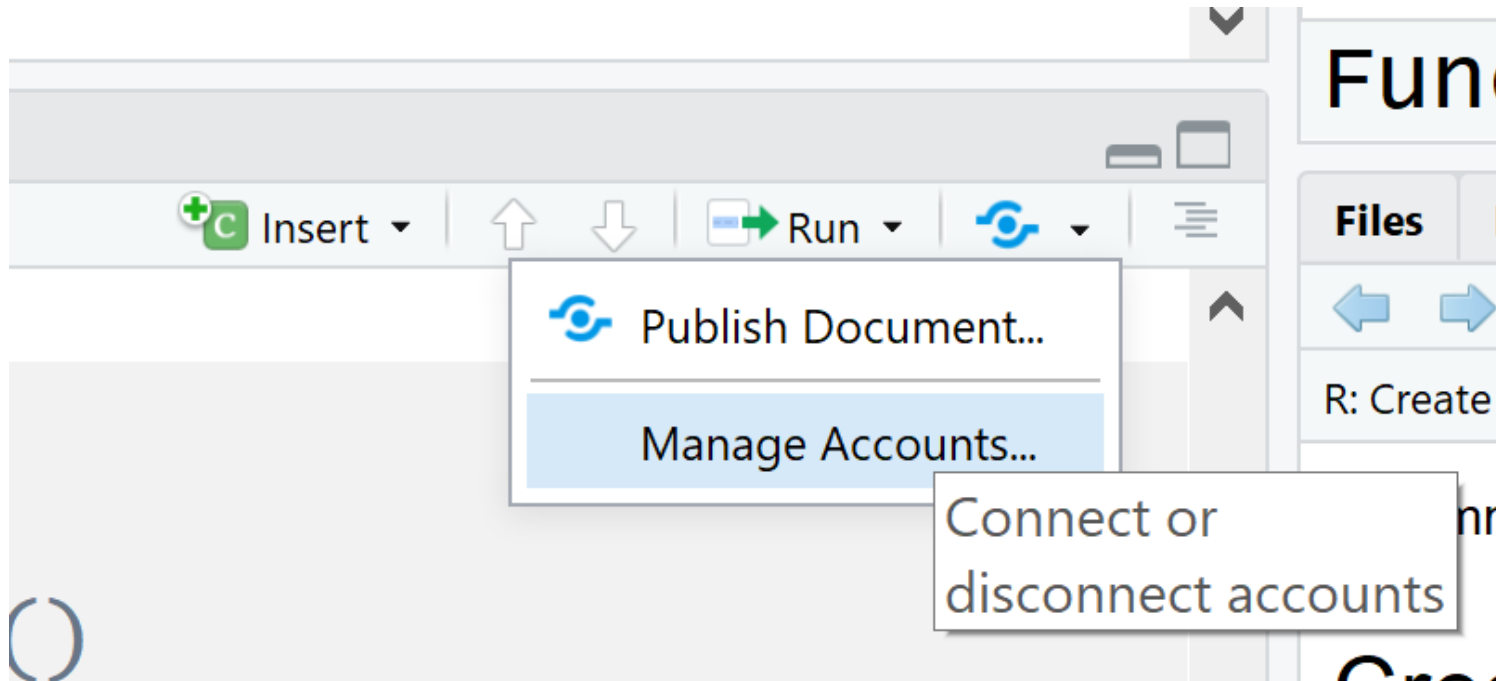 Func
C Insert
Run
Files
Publish Document...
Manage Accounts...
R: Create
Connect or
disconnect accounts
()